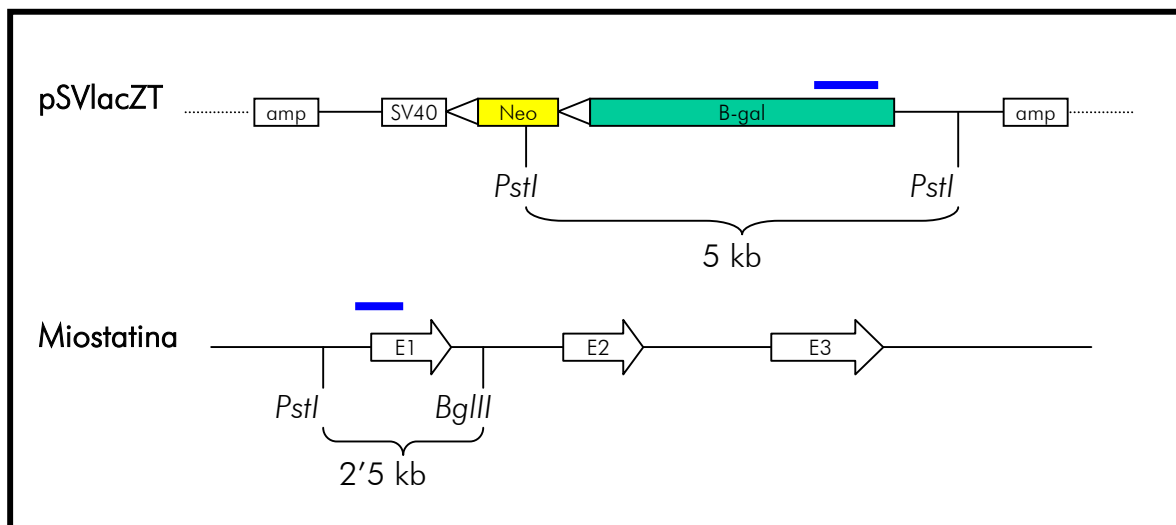 pSVlacZT
amp SV40 Neo B-gal amp
PstI PstI
5 kb
Miostatina
E1 E2 E3
PstI BglII
2'5 kb